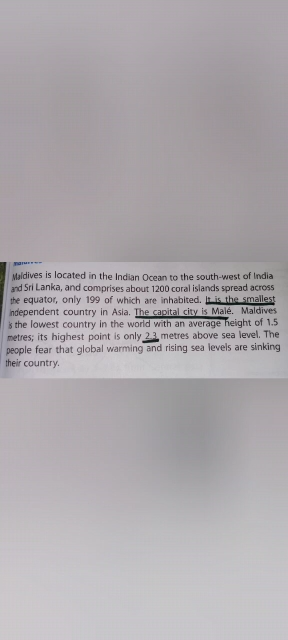 Maldives is located in the Indian Ocean to the south-west of India
and Sri Lanka, and comprises about 1200 coral islands spread across
the equator, only 199 of which are inhabited. It is the smallest
independent country in Asia. The capital city is Malé. Maldives
is the lowest country in the world with an average height of 1.5
metres; its highest point is only 2.3 metres above sea level. The
people fear that global warming and rising sea levels are sinking
their country.